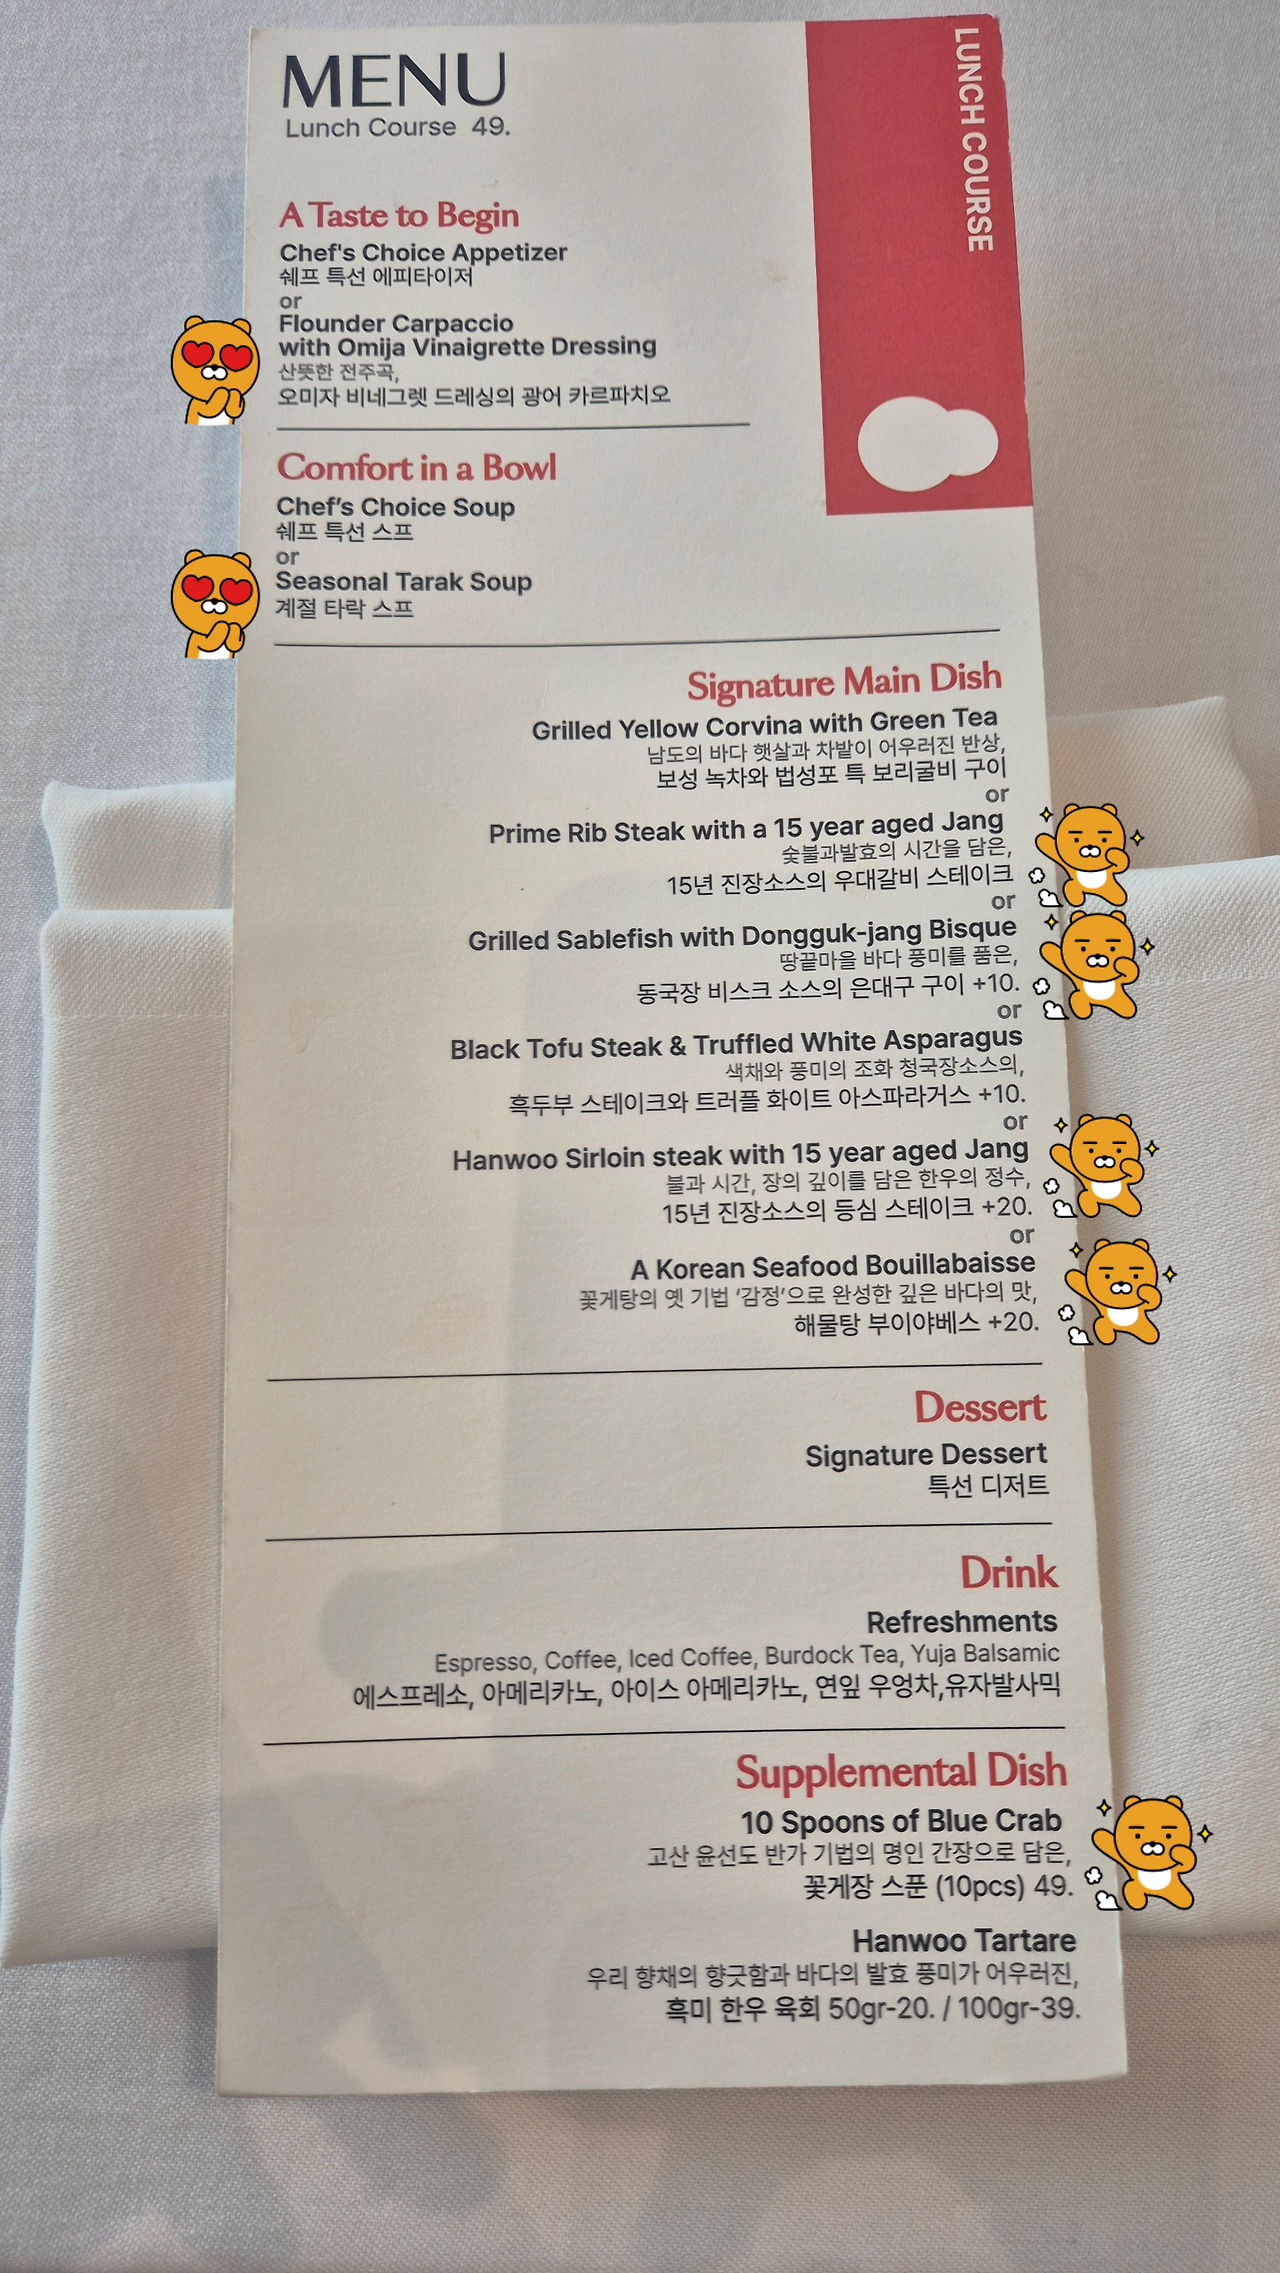 MENU
Lunch Course 49.
LUNCH COURSE
A Taste to Begin
Chef's Choice Appetizer
쉐프 특선 에피타이저
or
Flounder Carpaccio
with Omija Vinaigrette Dressing
산뜻한 전주곡,
오미자 비네그렛 드레싱의 광어 카르파치오
Comfort in a Bowl
Chef's Choice Soup
쉐프 특선 스프
or
Seasonal Tarak Soup
계절 타락 스프
Signature Main Dish
Grilled Yellow Corvina with Green Tea
남도의 바다 햇살과 차밭이 어우러진 반상,
보성 녹차와 법성포 특 보리굴비 구이
or
Prime Rib Steak with a 15 year aged Jang
숯불과발효의 시간을 담은,
15년 진장소스의 우대갈비 스테이크
or
Grilled Sablefish with Dongguk-jang Bisque
땅끝마을 바다 풍미를 품은,
동국장 비스크 소스의 은대구 구이 +10.
or
Black Tofu Steak & Truffled White Asparagus
색채와 풍미의 조화 청국장소스의,
흑두부 스테이크와 트러플 화이트 아스파라거스 +10.
or
Hanwoo Sirloin steak with 15 year aged Jang
불과 시간, 장의 깊이를 담은 한우의 정수,
15년 진장소스의 등심 스테이크 +20.
or
A Korean Seafood Bouillabaisse
꽃게탕의 옛 기법 '감정'으로 완성한 깊은 바다의 맛,
해물탕 부이야베스 +20.
Dessert
Signature Dessert
특선 디저트
Drink
Refreshments
Espresso, Coffee, Iced Coffee, Burdock Tea, Yuja Balsamic
에스프레소, 아메리카노, 아이스 아메리카노, 연잎 우엉차,유자발사믹
Supplemental Dish
10 Spoons of Blue Crab
고산 윤선도 반가 기법의 명인 간장으로 담은,
꽃게장 스푼 (10pcs) 49.
Hanwoo Tartare
우리 향채의 향긋함과 바다의 발효 풍미가 어우러진,
흑미 한우 육회 50gr-20. / 100gr-39.